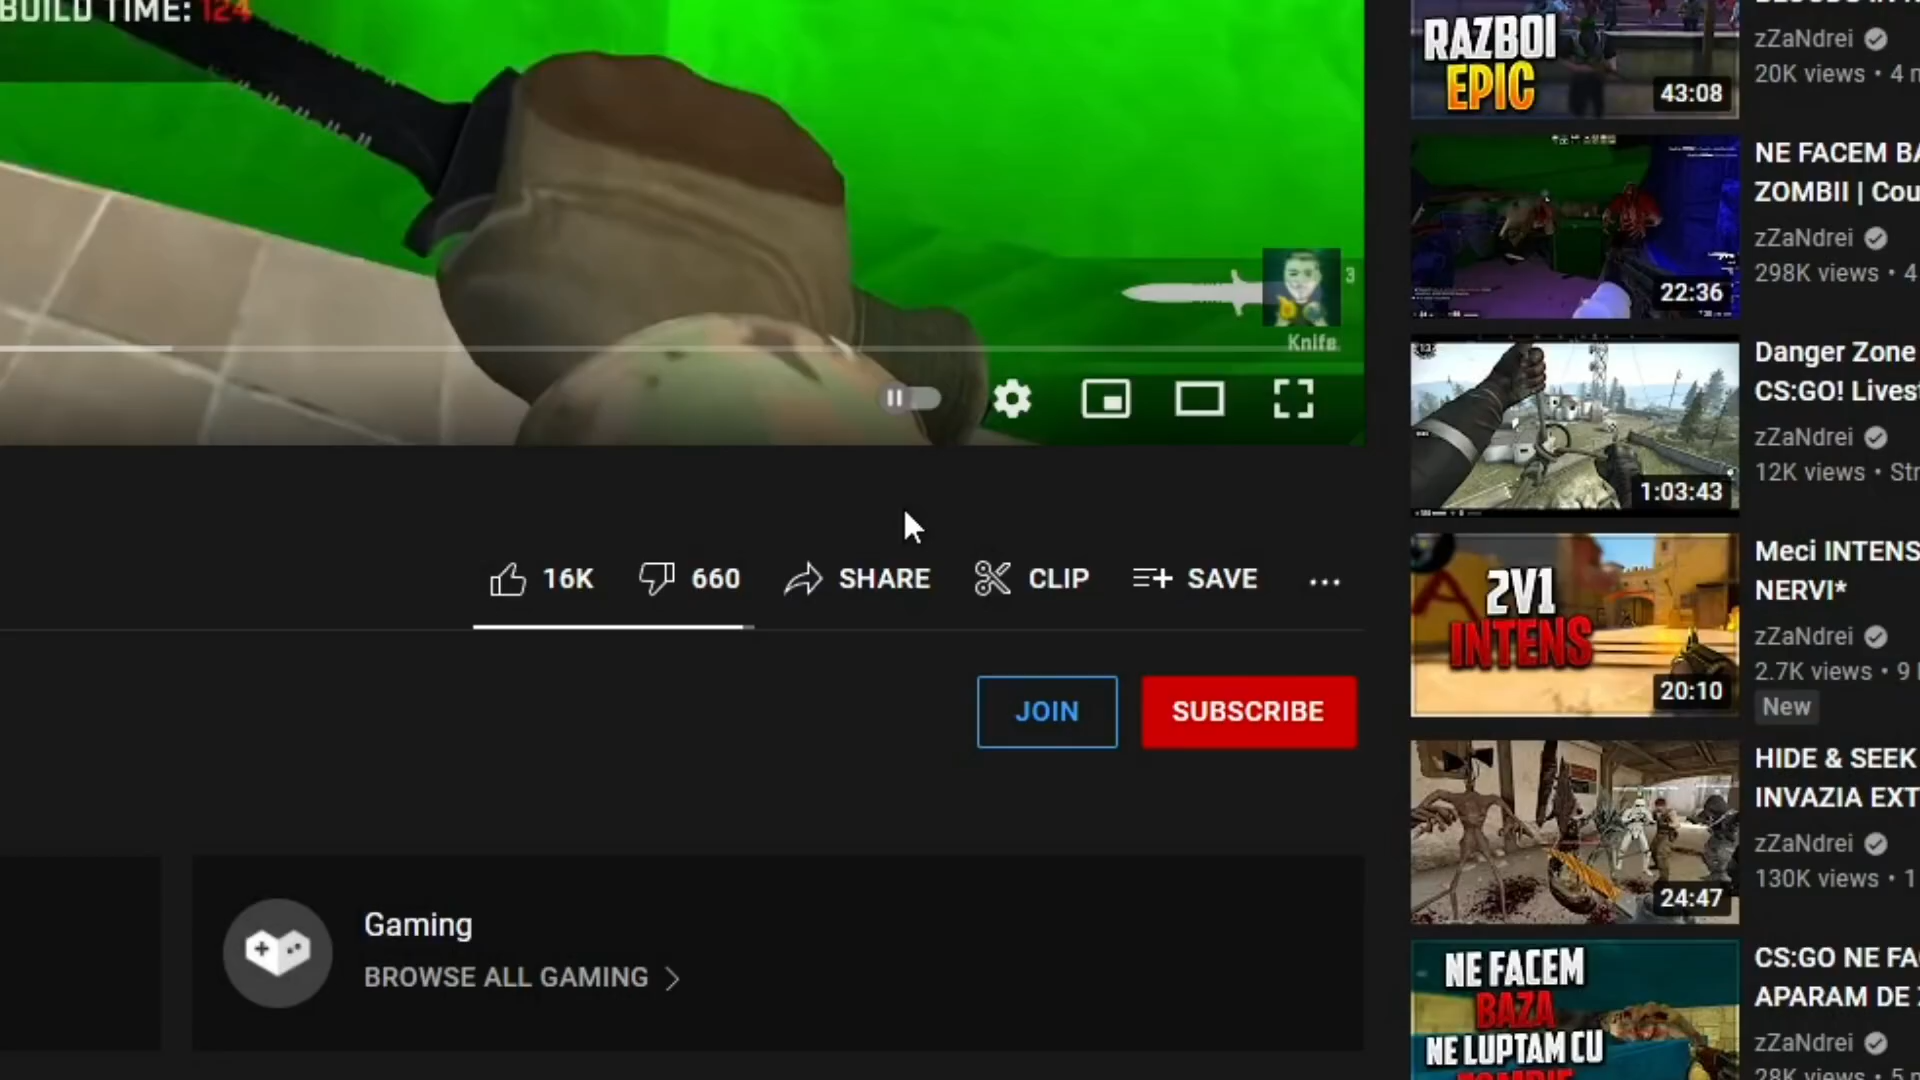 BUILD TIME: 124
3
Knife
16K
660
SHARE
CLIP
SAVE
JOIN
SUBSCRIBE
Gaming
BROWSE ALL GAMING
RAZBOI
EPIC
43:08
zZaNdrei
20K views • 4
22:36
NE FACEM
ZOMBII | Cou
zZaNdrei
298K views • 4
1:03:43
Danger Zone
CS:GO! Lives
zZaNdrei
12K views • Str
2V1
INTENS
20:10
Meci INTENS
NERVI*
zZaNdrei
2.7K views • 9
New
24:47
HIDE & SEEK
INVAZIA EXT
zZaNdrei
130K views • 1
NE FACEM
BAZA
NE LUPTAM CU
CS:GO NE FA
APARAM DE
zZaNdrei
28K views • 5